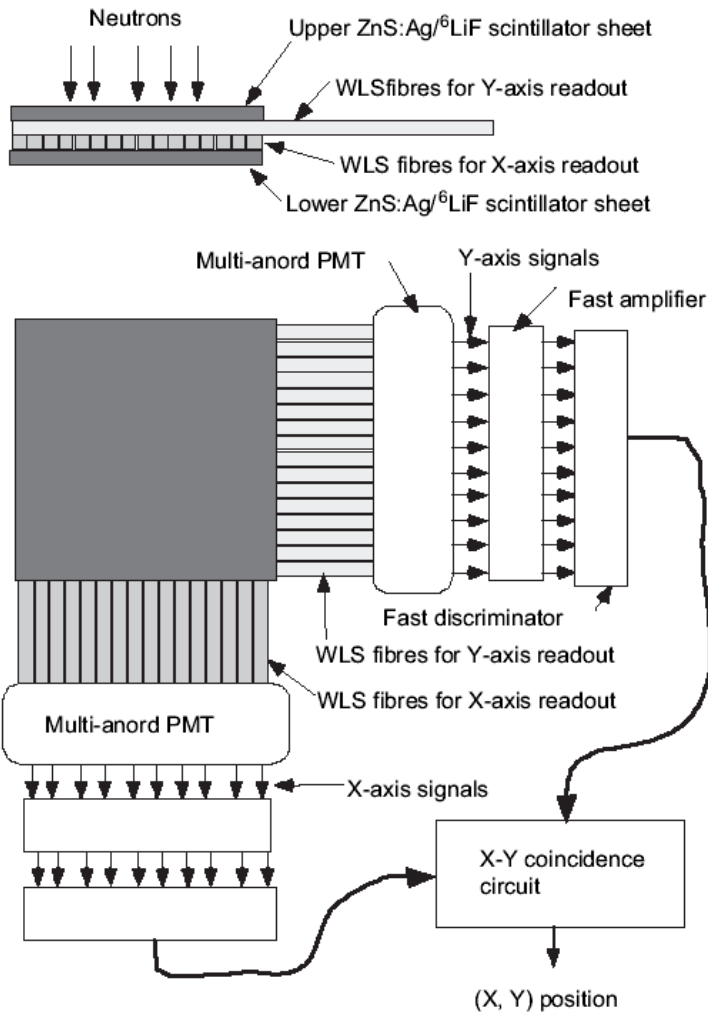 Neutrons
Upper ZnS:Ag/⁶LiF scintillator sheet
WLSfibres for Y-axis readout
WLS fibres for X-axis readout
Lower ZnS:Ag/⁶LiF scintillator sheet
Multi-anord PMT
Y-axis signals
Fast amplifier
Fast discriminator
WLS fibres for Y-axis readout
WLS fibres for X-axis readout
Multi-anord PMT
X-axis signals
X-Y coincidence
circuit
(X, Y) position